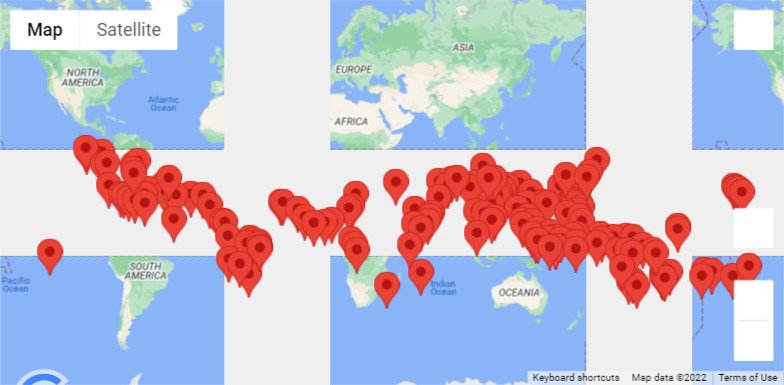 Map Satellite
NORTH
AMERICA
Atlantic
Ocean
EUROPE
ASIA
AFRICA
Pacific
Ocean
SOUTH
AMERICA
Indian
Ocean
OCEANIA
Keyboard shortcuts Map data ©2022 Terms of Use